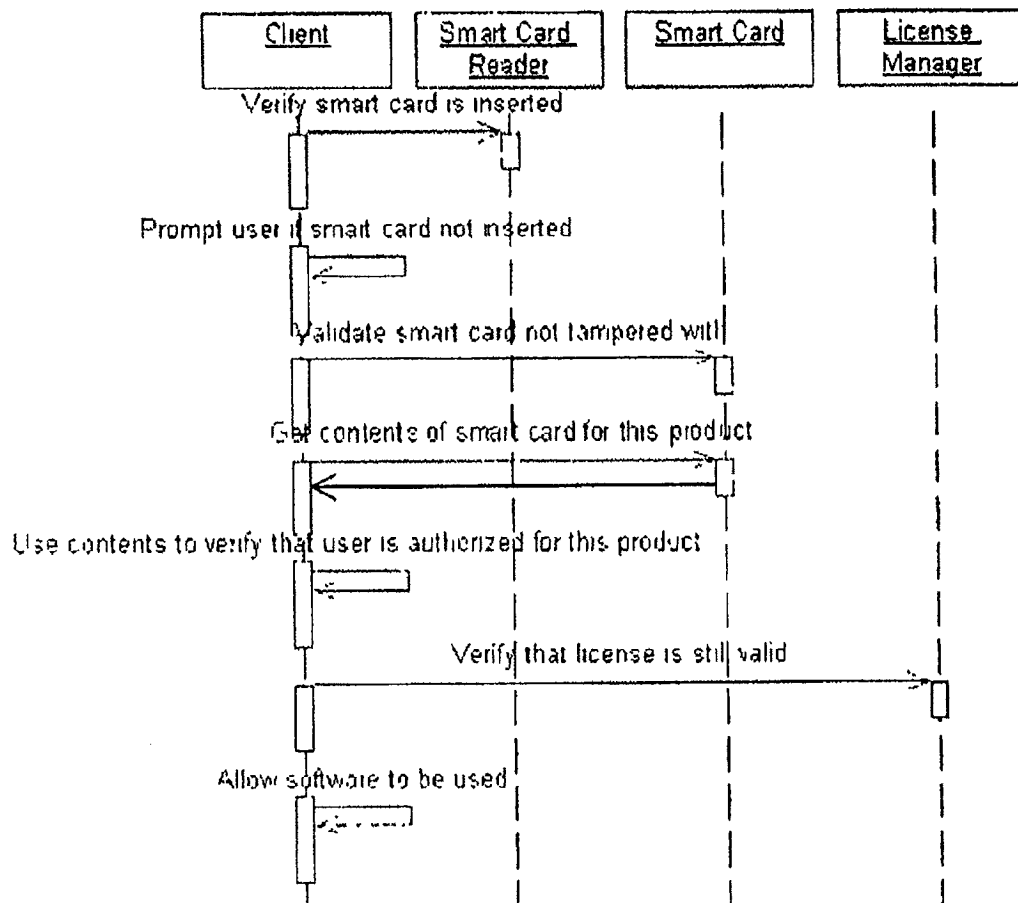 Client
Smart Card
Reader
Smart Card
License
Manager
Verify smart card is inserted
Prompt user if smart card not inserted
Validate smart card not tampered with
Get contents of smart card for this product
Use contents to verify that user is authorized for this product
Verify that license is still valid
Allow software to be used